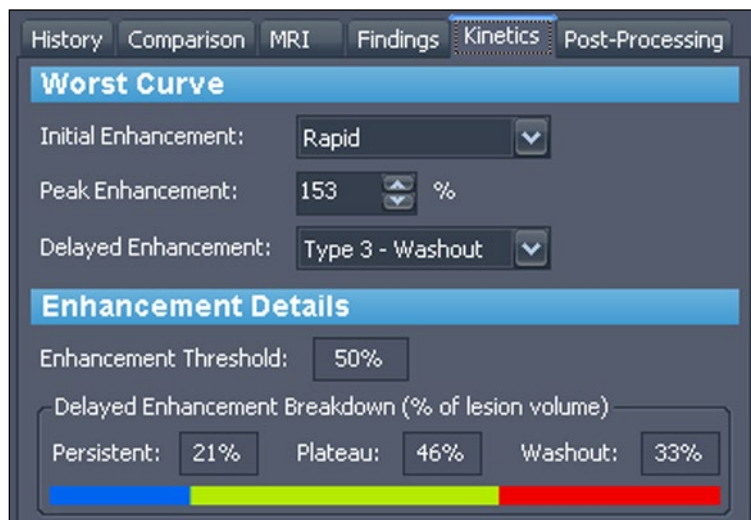 History Comparison MRI Findings Kinetics Post-Processing
Worst Curve
Initial Enhancement: Rapid
Peak Enhancement: 153 %
Delayed Enhancement: Type 3 - Washout
Enhancement Details
Enhancement Threshold: 50%
Delayed Enhancement Breakdown (% of lesion volume)
Persistent: 21% Plateau: 46% Washout: 33%